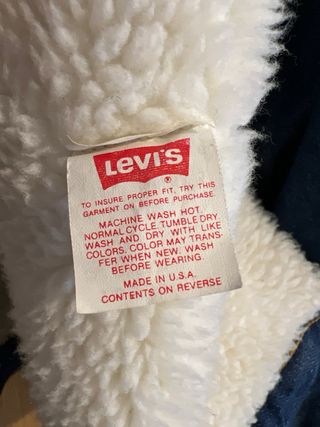 Levi's
®
TO INSURE PROPER FIT, TRY THIS
GARMENT ON BEFORE PURCHASE.
MACHINE WASH HOT,
NORMAL CYCLE TUMBLE DRY
WASH AND DRY WITH LIKE
COLORS. COLOR MAY TRANS-
FER WHEN NEW. WASH
BEFORE WEARING.
MADE IN U.S.A.
CONTENTS ON REVERSE